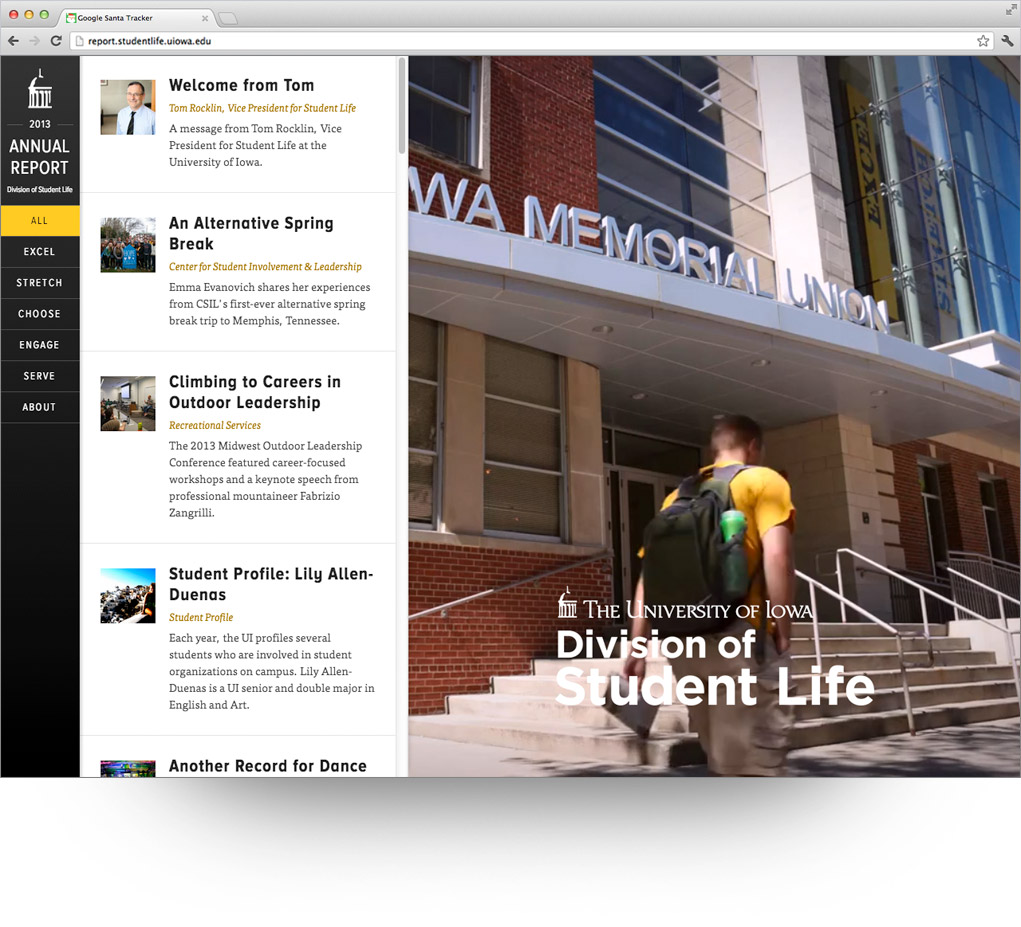 Google Santa Tracker
report.studentlife.uiowa.edu
2013
ANNUAL
REPORT
Division of Student Life
ALL
EXCEL
STRETCH
CHOOSE
ENGAGE
SERVE
ABOUT
Welcome from Tom
Tom Rocklin, Vice President for Student Life
A message from Tom Rocklin, Vice
President for Student Life at the
University of Iowa.
An Alternative Spring
Break
Center for Student Involvement & Leadership
Emma Evanovich shares her experiences
from CSIL's first-ever alternative spring
break trip to Memphis, Tennessee.
Climbing to Careers in
Outdoor Leadership
Recreational Services
The 2013 Midwest Outdoor Leadership
Conference featured career-focused
workshops and a keynote speech from
professional mountaineer Fabrizio
Zangrilli.
Student Profile: Lily Allen-
Duenas
Student Profile
Each year, the UI profiles several
students who are involved in student
organizations on campus. Lily Allen-
Duenas is a UI senior and double major in
English and Art.
Another Record for Dance
WA MEMORIAL UNION
EXCEL
STRETCH
THE UNIVERSITY OF IOWA
Division of
Student Life